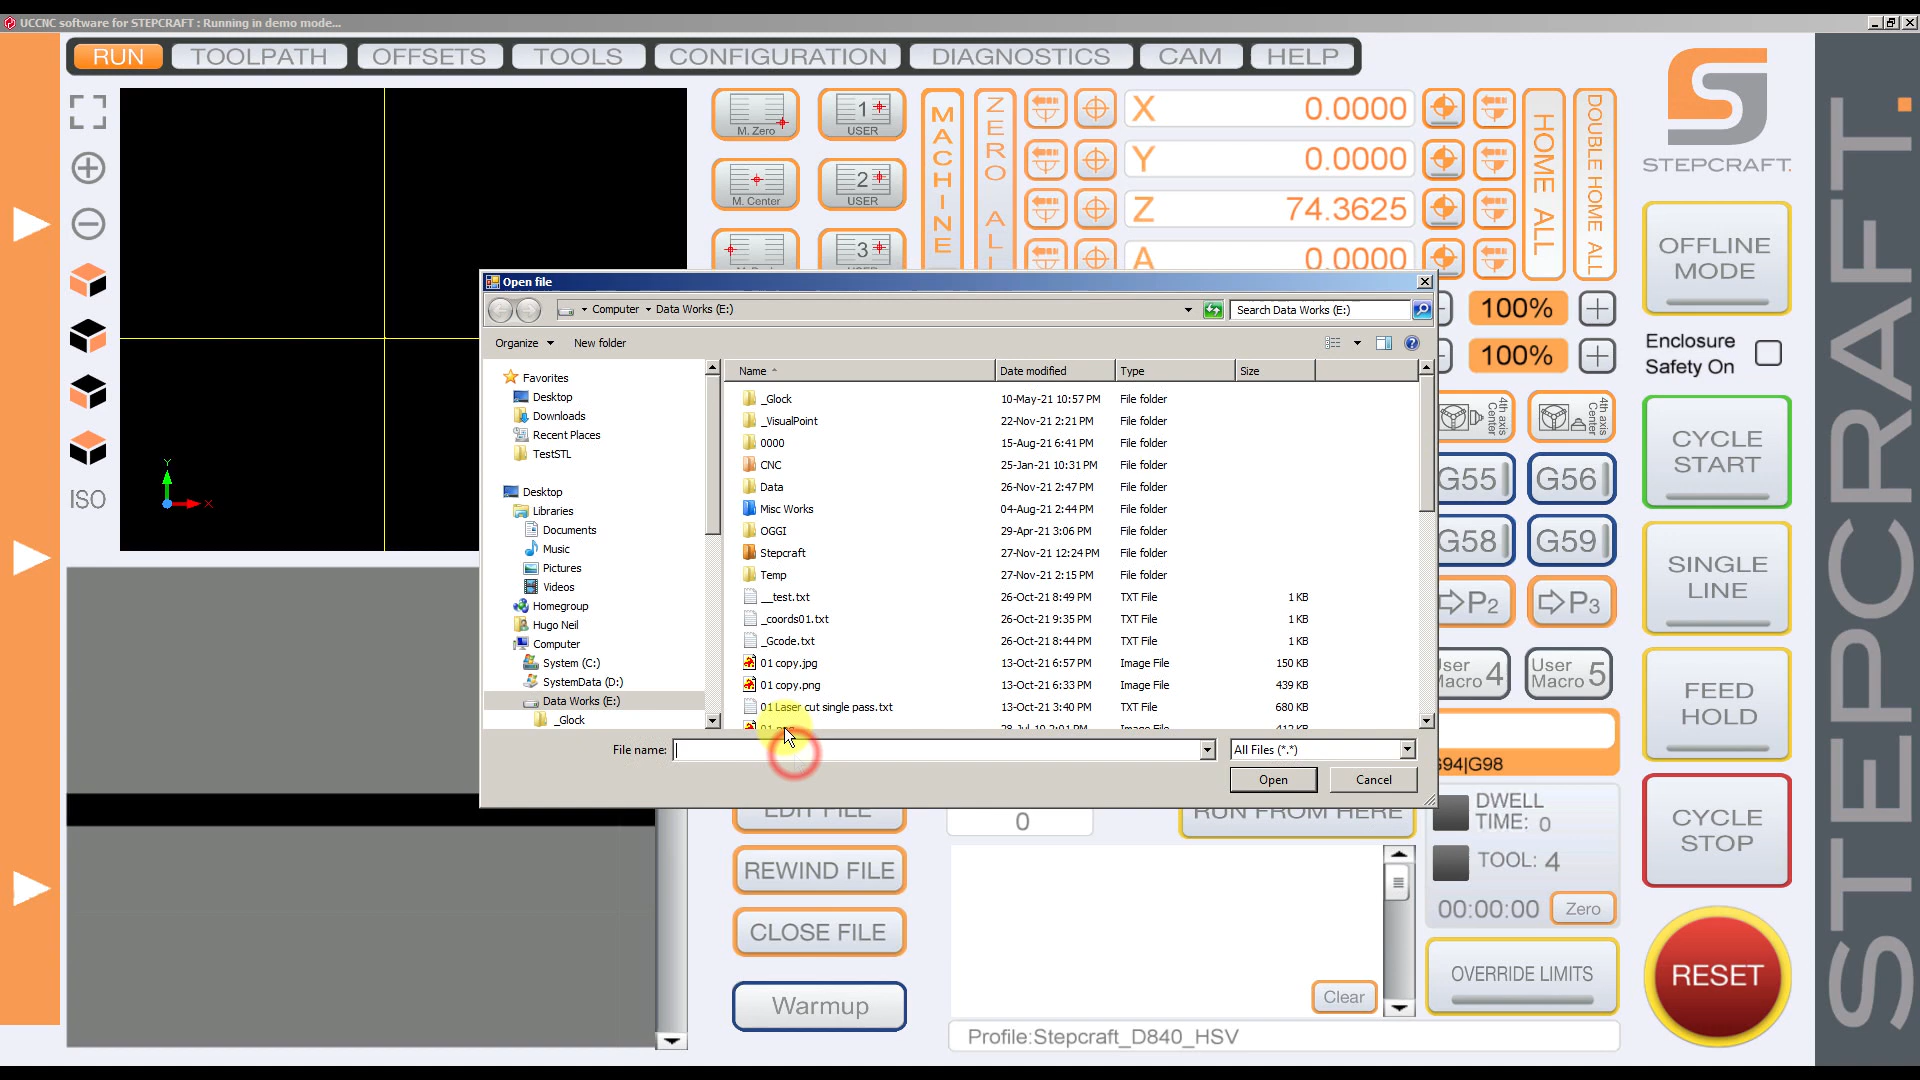 UCCNC software for STEPCRAFT : Running in demo mode...
RUN TOOLPATH OFFSETS TOOLS CONFIGURATION DIAGNOSTICS CAM HELP
M. Zero
1 USER
MACHINE
ZERO ALL
X 0.0000
HOME ALL
DOUBLE HOME ALL
STEPCRAFT.
M. Center
2 USER
Y 0.0000
Z 74.3625
3
A 0.0000
OFFLINE MODE
Open file
Computer Data Works (E:)
Search Data Works (E:)
100%
Organize New folder
100%
Enclosure Safety On
Name Date modified Type Size
Favorites
Desktop
Downloads
Recent Places
TestSTL
Desktop
Libraries
Documents
Music
Pictures
Videos
Homegroup
Hugo Neil
Computer
System (C:)
SystemData (D:)
Data Works (E:)
_Glock
_Glock 10-May-21 10:57 PM File folder
_VisualPoint 22-Nov-21 2:21 PM File folder
0000 15-Aug-21 6:41 PM File folder
CNC 25-Jan-21 10:31 PM File folder
Data 26-Nov-21 2:47 PM File folder
Misc Works 04-Aug-21 2:44 PM File folder
OGGI 29-Apr-21 3:06 PM File folder
Stepcraft 27-Nov-21 12:24 PM File folder
Temp 27-Nov-21 2:15 PM File folder
__test.txt 26-Oct-21 8:49 PM TXT File 1 KB
_coords01.txt 26-Oct-21 9:35 PM TXT File 1 KB
_Gcode.txt 26-Oct-21 8:44 PM TXT File 1 KB
01 copy.jpg 13-Oct-21 6:57 PM Image File 150 KB
01 copy.png 13-Oct-21 6:33 PM Image File 439 KB
01 Laser cut single pass.txt 13-Oct-21 3:40 PM TXT File 680 KB
File name: All Files (*.*)
Open Cancel
4th axis Center
4th axis Center
G55 G56
G58 G59
P2 P3
User Macro 4
User Macro 5
G94|G98
CYCLE START
SINGLE LINE
FEED HOLD
CYCLE STOP
RESET
Y
X
ISO
EDIT FILE
REWIND FILE
CLOSE FILE
Warmup
0
RUN FROM HERE
Clear
DWELL TIME: 0
TOOL: 4
00:00:00 Zero
OVERRIDE LIMITS
Profile:Stepcraft_D840_HSV
STEPCRAFT.